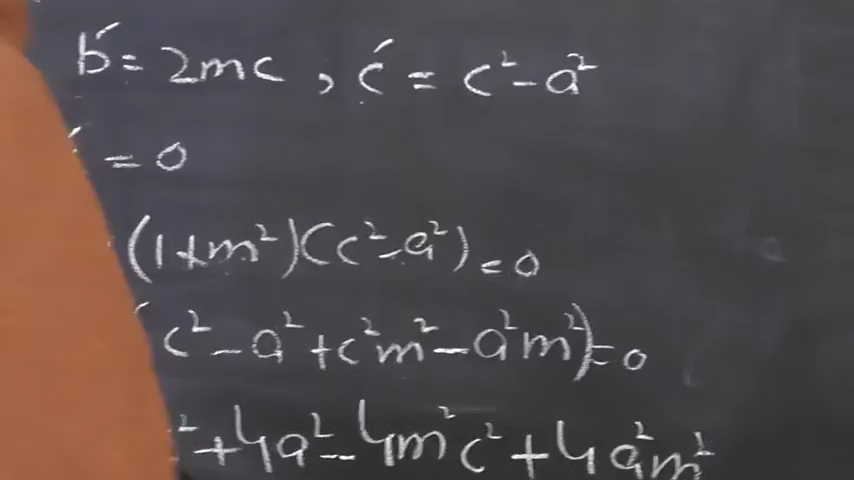 b́ = 2mc , ć = c² - a²
= 0
(1+m²)(c² - a²) = 0
c² - a² + c²m² - a²m²) = 0
² + 4a² - 4m²c² + 4a²m²